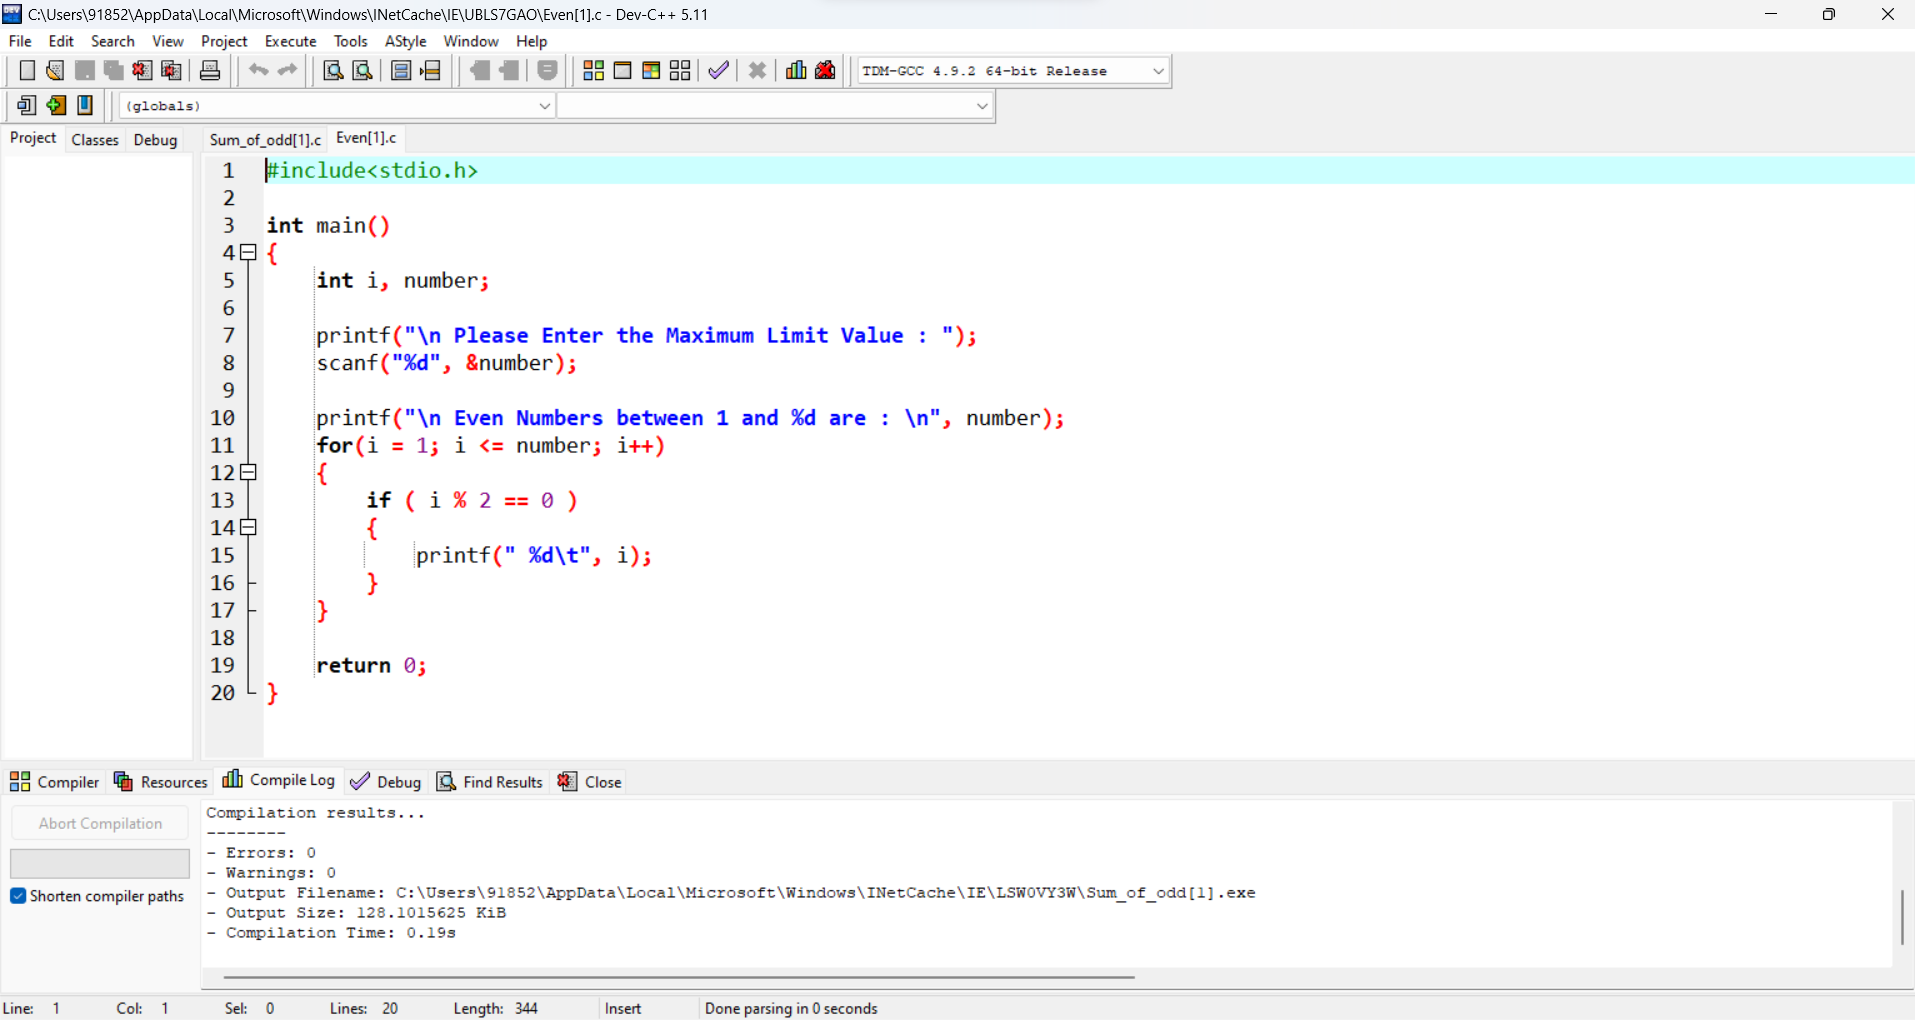 C:\Users\91852\AppData\Local\Microsoft\Windows\INetCache\IE\UBLS7GAO\Even[1].c - Dev-C++ 5.11
File Edit Search View Project Execute Tools AStyle Window Help
TDM-GCC 4.9.2 64-bit Release
(globals)
Project Classes Debug Sum_of_odd[1].c Even[1].c
1 #include<stdio.h>
2
3 int main()
4 {
5 int i, number;
6
7 printf("\n Please Enter the Maximum Limit Value : ");
8 scanf("%d", &number);
9
10 printf("\n Even Numbers between 1 and %d are : \n", number);
11 for(i = 1; i <= number; i++)
12 {
13 if ( i % 2 == 0 )
14 {
15 printf(" %d\t", i);
16 }
17 }
18
19 return 0;
20 }
Compiler Resources Compile Log Debug Find Results Close
Abort Compilation
Shorten compiler paths
Compilation results...
--------
- Errors: 0
- Warnings: 0
- Output Filename: C:\Users\91852\AppData\Local\Microsoft\Windows\INetCache\IE\LSW0VY3W\Sum_of_odd[1].exe
- Output Size: 128.1015625 KiB
- Compilation Time: 0.19s
Line: 1 Col: 1 Sel: 0 Lines: 20 Length: 344 Insert Done parsing in 0 seconds